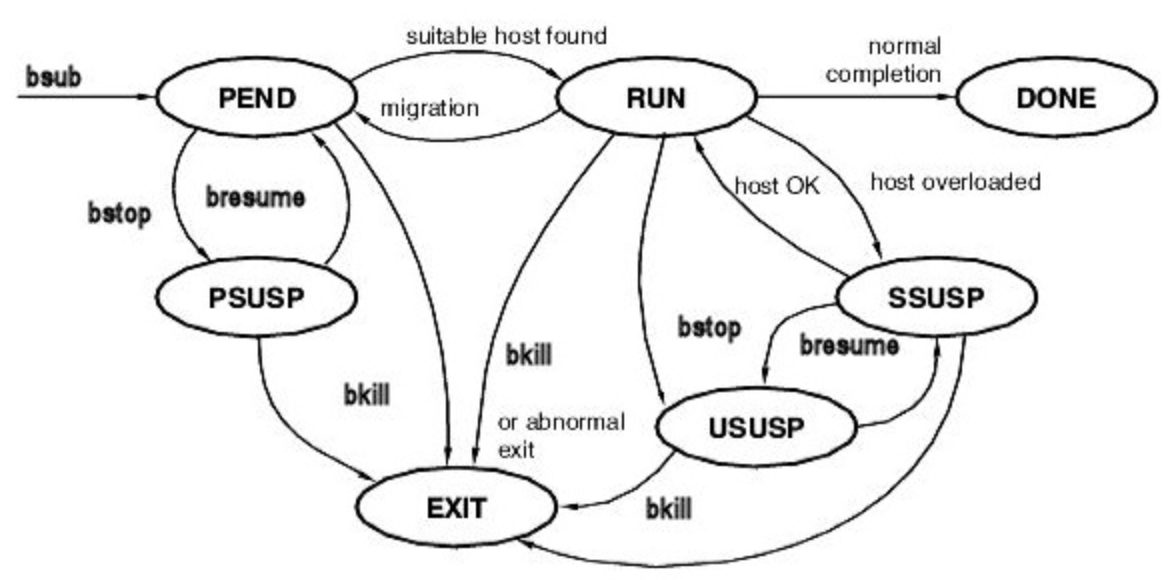 suitable host found
normal
completion
bsub
PEND
RUN
DONE
migration
host OK
host overloaded
bstop
bresume
PSUSP
SSUSP
bstop
bresume
bkill
bkill
or abnormal
exit
USUSP
EXIT
bkill